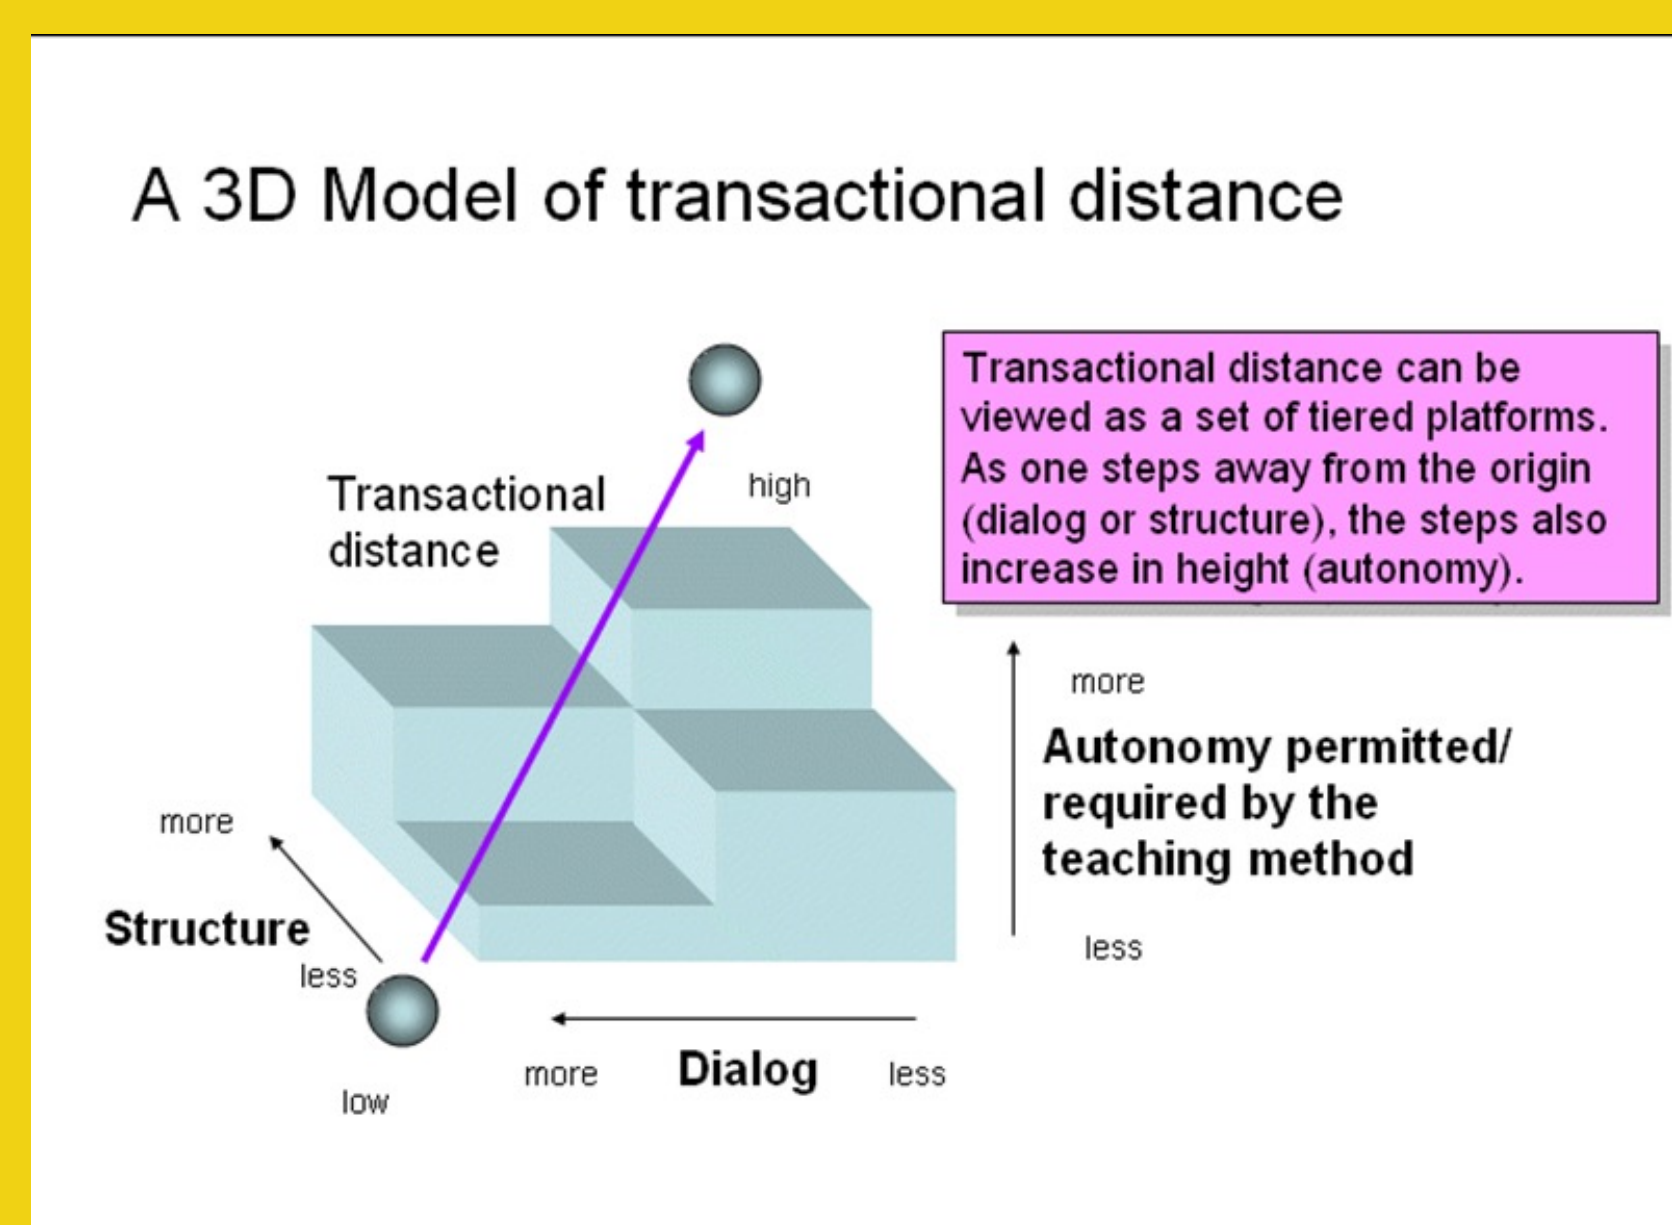 A 3D Model of transactional distance
Transactional distance can be
viewed as a set of tiered platforms.
As one steps away from the origin
(dialog or structure), the steps also
increase in height (autonomy).
Transactional
distance
high
more
Autonomy permitted/
required by the
teaching method
less
more
Structure
less
low
more
Dialog
less